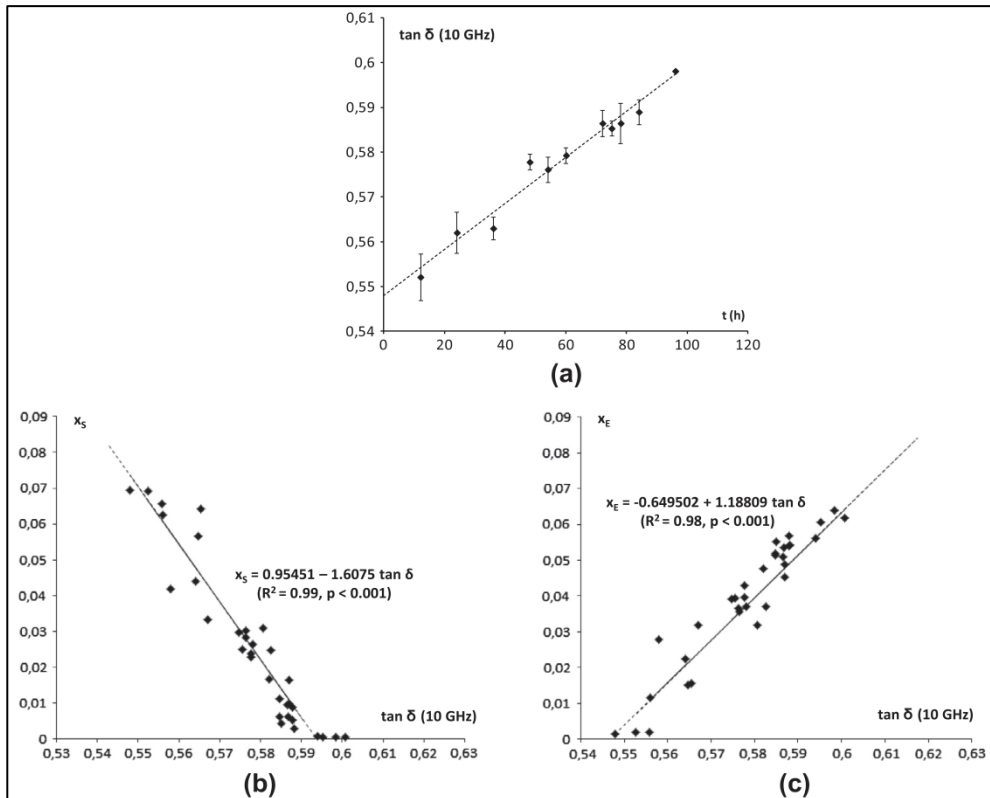 0,61
tan δ (10 GHz)
0,6
0,59
0,58
0,57
0,56
0,55
t (h)
0,54
0 20 40 60 80 100 120
(a)
0,09
x_S
0,08
0,07
0,06
0,05
x_S = 0.95451 – 1.6075 tan δ
(R² = 0.99, p < 0.001)
0,04
0,03
0,02
0,01
tan δ (10 GHz)
0
0,53 0,54 0,55 0,56 0,57 0,58 0,59 0,6 0,61 0,62 0,63
(b)
0,09
x_E
0,08
0,07
x_E = -0.649502 + 1.18809 tan δ
(R² = 0.98, p < 0.001)
0,06
0,05
0,04
0,03
0,02
0,01
tan δ (10 GHz)
0
0,54 0,55 0,56 0,57 0,58 0,59 0,6 0,61 0,62 0,63
(c)